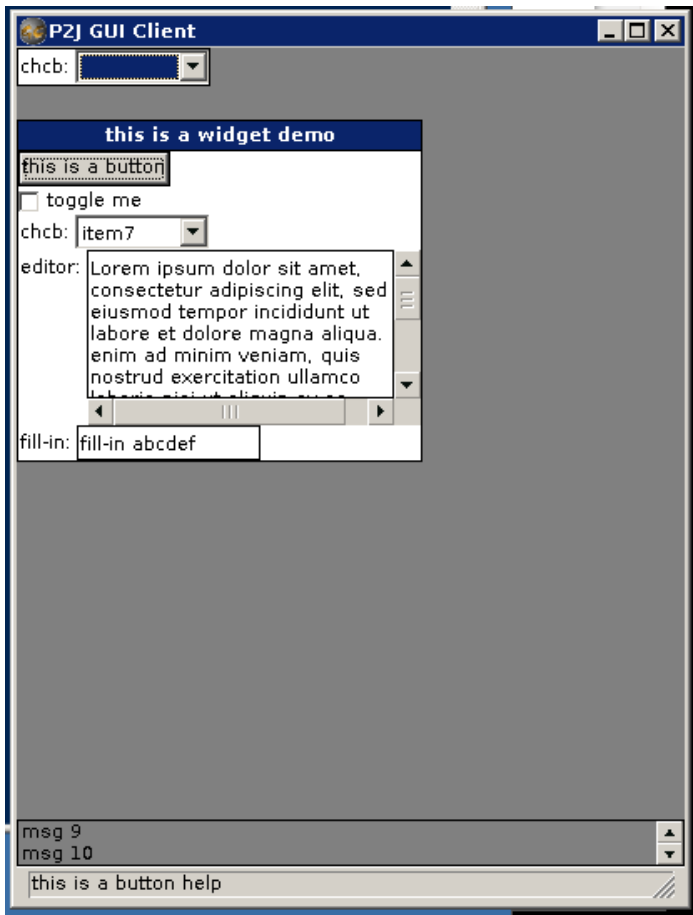 P2J GUI Client
chcb:
this is a widget demo
this is a button
toggle me
chcb: item7
editor: Lorem ipsum dolor sit amet,
consectetur adipiscing elit, sed
eiusmod tempor incididunt ut
labore et dolore magna aliqua.
enim ad minim veniam, quis
nostrud exercitation ullamco
fill-in: fill-in abcdef
msg 9
msg 10
this is a button help